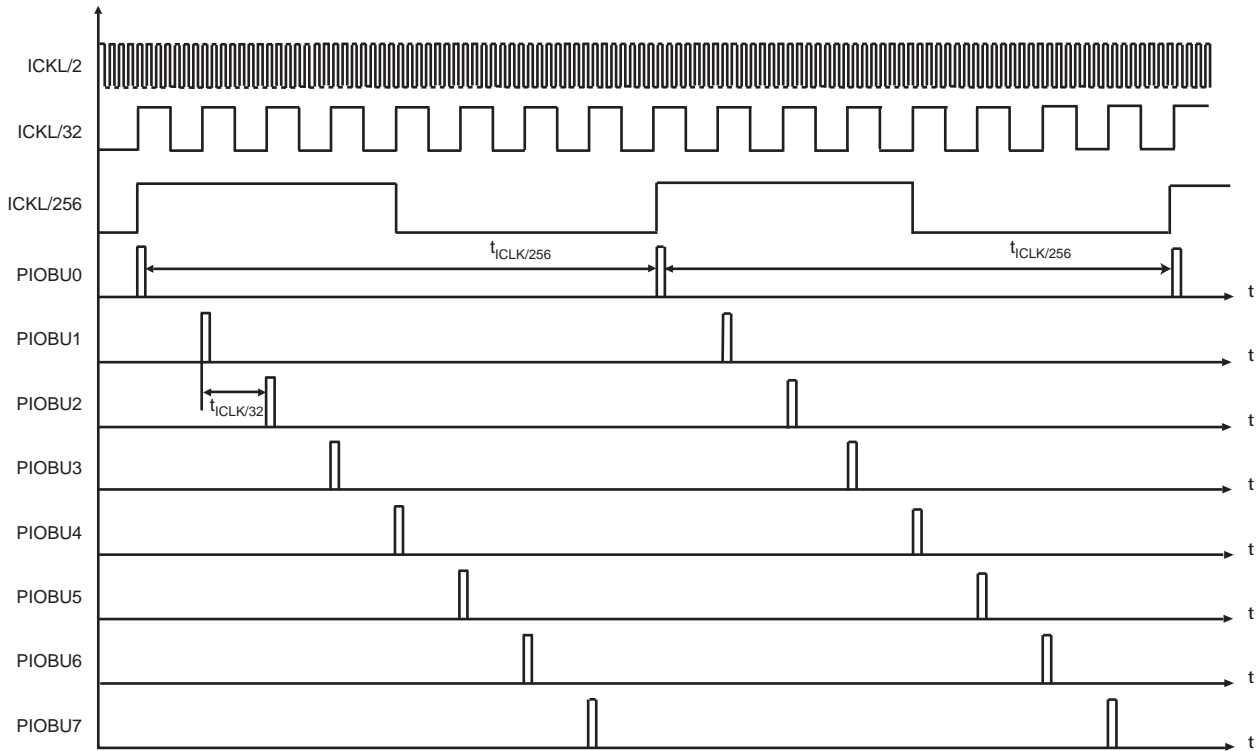 ICKL/2
ICKL/32
ICKL/256
tICLK/256
tICLK/256
PIOBU0
t
PIOBU1
t
PIOBU2
tICLK/32
t
PIOBU3
t
PIOBU4
t
PIOBU5
t
PIOBU6
t
PIOBU7
t